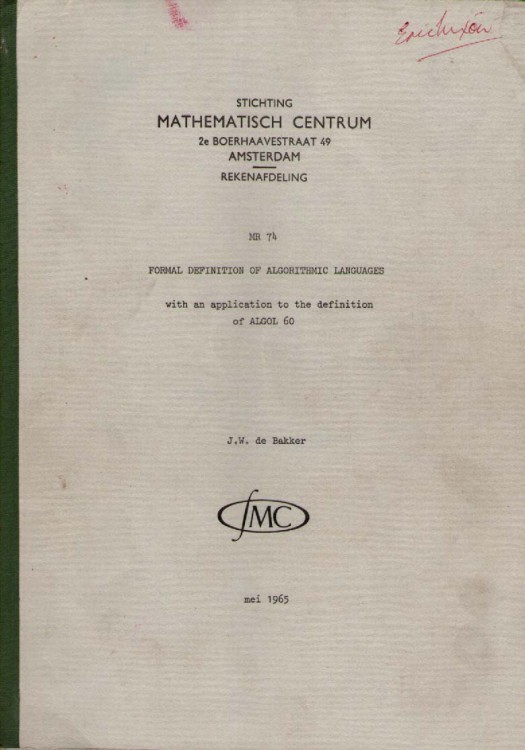 STICHTING
MATHEMATISCH CENTRUM
2e BOERHAAVESTRAAT 49
AMSTERDAM
REKENAFDELING
MR 74
FORMAL DEFINITION OF ALGORITHMIC LANGUAGES
with an application to the definition
of ALGOL 60
J.W. de Bakker
MC
mei 1965